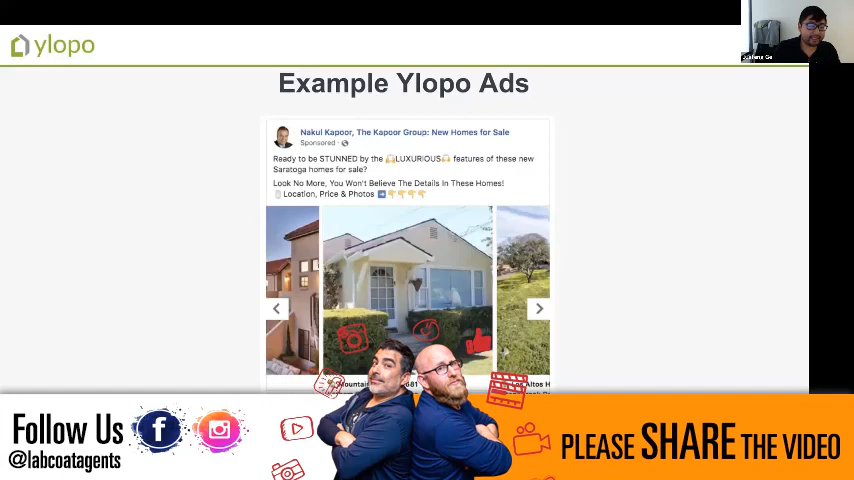 ylopo
Example Ylopo Ads
Nakul Kapoor, The Kapoor Group: New Homes for Sale
Sponsored ·
Ready to be STUNNED by the 🙌LUXURIOUS🙌 features of these new
Saratoga homes for sale?
Look No More, You Won't Believe The Details In These Homes!
Location, Price & Photos ➡️👇👇👇👇
Follow Us
@labcoatagents
PLEASE SHARE THE VIDEO